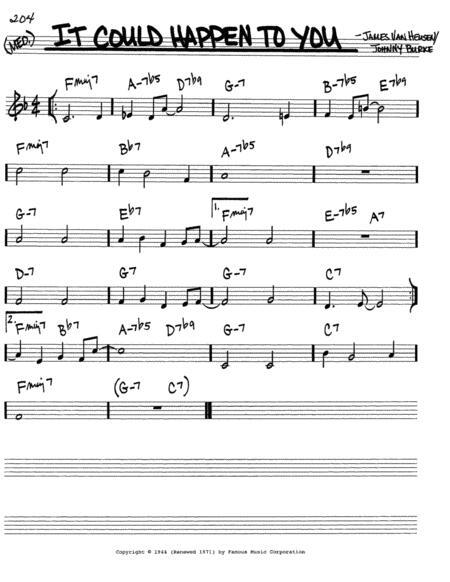 204
(MED.) IT COULD HAPPEN TO YOU - JAMES VAN HEUSEN/
JOHNNY BURKE
Fmaj7 A-7b5 D7b9 G-7 B-7b5 E7b9
Fmaj7 Bb7 A-7b5 D7b9
G-7 Eb7 1. Fmaj7 E-7b5 A7
D-7 G7 G-7 C7
2. Fmaj7 Bb7 A-7b5 D7b9 G-7 C7
Fmaj7 (G-7 C7)
Copyright © 1944 (Renewed 1971) by Famous Music Corporation